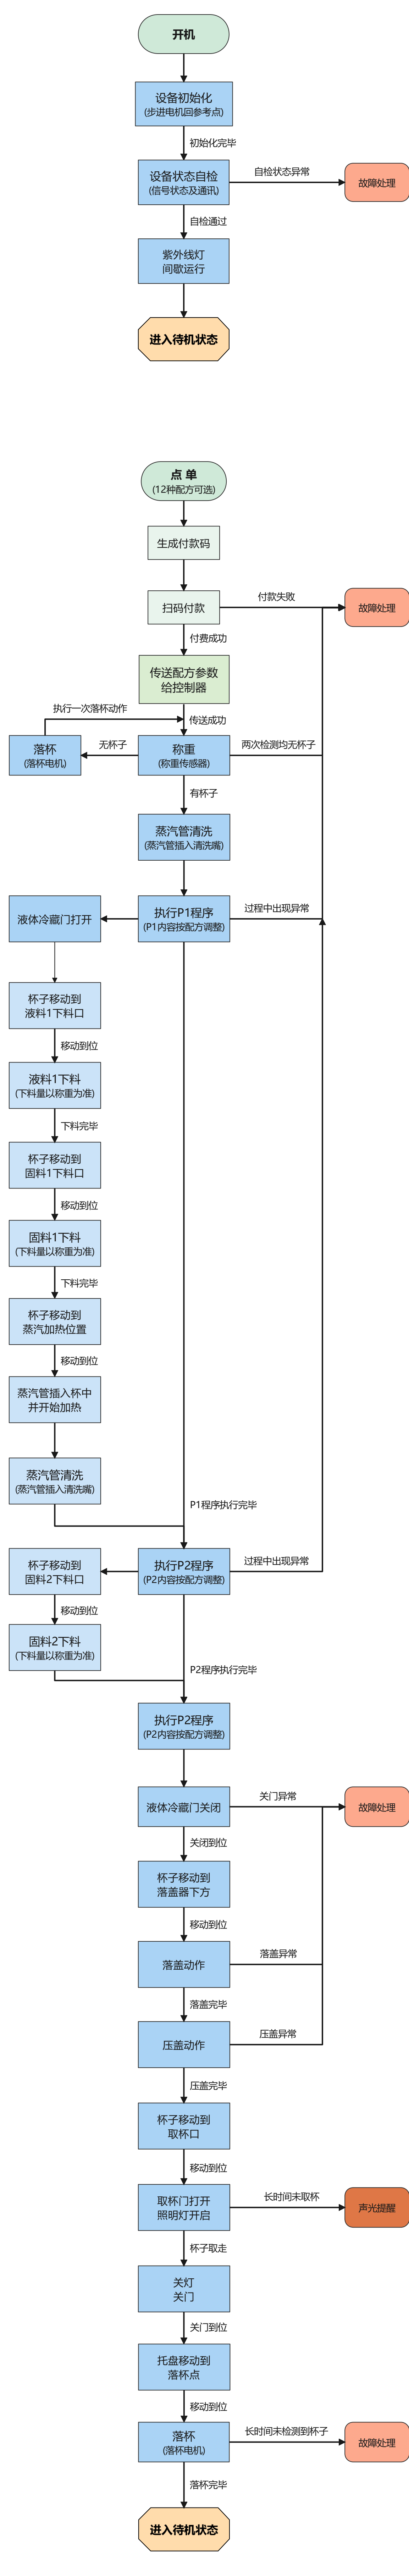 开机
设备初始化
(步进电机回参考点)
初始化完毕
设备状态自检
(信号状态及通讯)
自检状态异常
故障处理
自检通过
紫外线灯
间歇运行
进入待机状态
点 单
(12种配方可选)
生成付款码
扫码付款
付款失败
故障处理
付费成功
传送配方参数
给控制器
执行一次落杯动作
传送成功
落杯
(落杯电机)
无杯子
称重
(称重传感器)
两次检测均无杯子
有杯子
蒸汽管清洗
(蒸汽管插入清洗嘴)
液体冷藏门打开
执行P1程序
(P1内容按配方调整)
过程中出现异常
杯子移动到
液料1下料口
移动到位
液料1下料
(下料量以称重为准)
下料完毕
杯子移动到
固料1下料口
移动到位
固料1下料
(下料量以称重为准)
下料完毕
杯子移动到
蒸汽加热位置
移动到位
蒸汽管插入杯中
并开始加热
蒸汽管清洗
(蒸汽管插入清洗嘴)
P1程序执行完毕
杯子移动到
固料2下料口
执行P2程序
(P2内容按配方调整)
过程中出现异常
移动到位
固料2下料
(下料量以称重为准)
P2程序执行完毕
执行P2程序
(P2内容按配方调整)
液体冷藏门关闭
关门异常
故障处理
关闭到位
杯子移动到
落盖器下方
移动到位
落盖动作
落盖异常
落盖完毕
压盖动作
压盖异常
压盖完毕
杯子移动到
取杯口
移动到位
取杯门打开
照明灯开启
长时间未取杯
声光提醒
杯子取走
关灯
关门
关门到位
托盘移动到
落杯点
移动到位
落杯
(落杯电机)
长时间未检测到杯子
故障处理
落杯完毕
进入待机状态